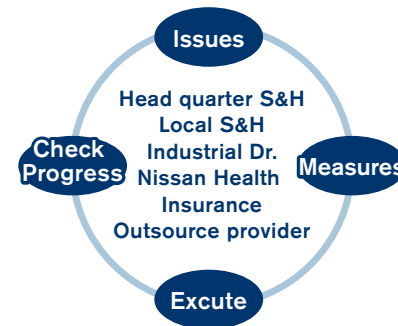 Issues
Head quarter S&H
Local S&H
Industrial Dr.
Nissan Health
Insurance
Outsource provider
Check
Progress
Measures
Excute